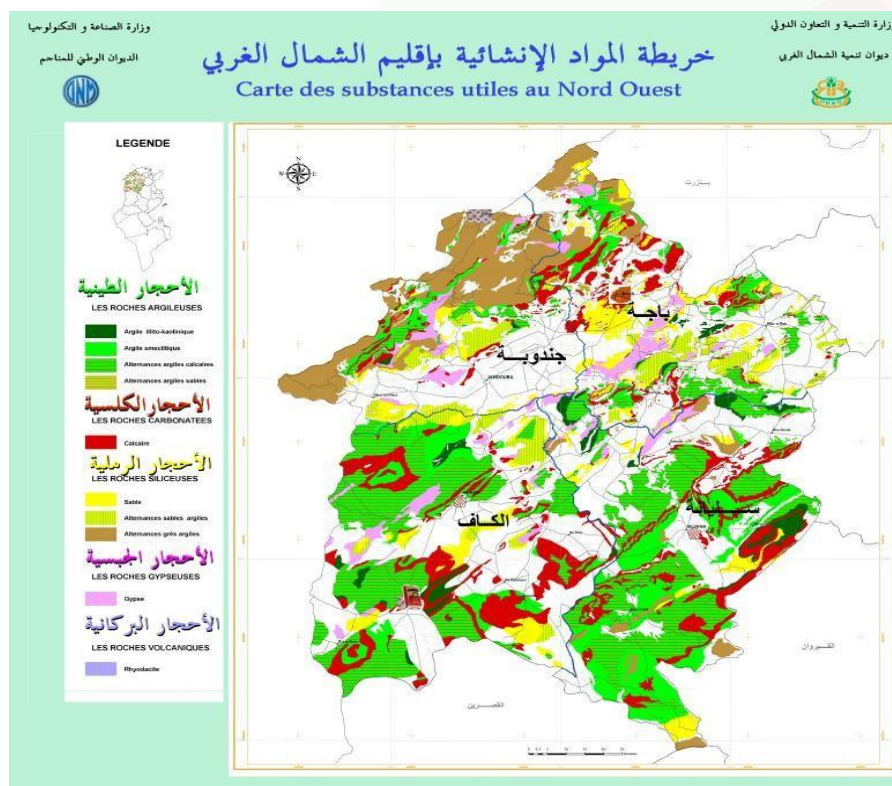 وزارة الصناعة و التكنولوجيا
الديوان الوطني للمناجم
ONM
خريطة المواد الإنشائية بإقليم الشمال الغربي
Carte des substances utiles au Nord Ouest
وزارة التنمية و التعاون الدولي
ديوان تنمية الشمال الغربي
LEGENDE
الأحجار الطينية
LES ROCHES ARGILEUSES
Argile illito-kaolinique
Argile smectitique
Alternances argiles calcaires
Alternances argiles sables
الأحجار الكلسية
LES ROCHES CARBONATEES
Calcaire
الأحجار الرملية
LES ROCHES SILICEUSES
Sable
Alternances sables argiles
Alternances grés argiles
الأحجار الجبسية
LES ROCHES GYPSEUSES
Gypse
الأحجار البركانية
LES ROCHES VOLCANIQUES
Rhyodacite
N
W
E
S
بنزرت
باجة
جندوبة
JENDOUBA
الكاف
سليانة
القيروان
القصرين